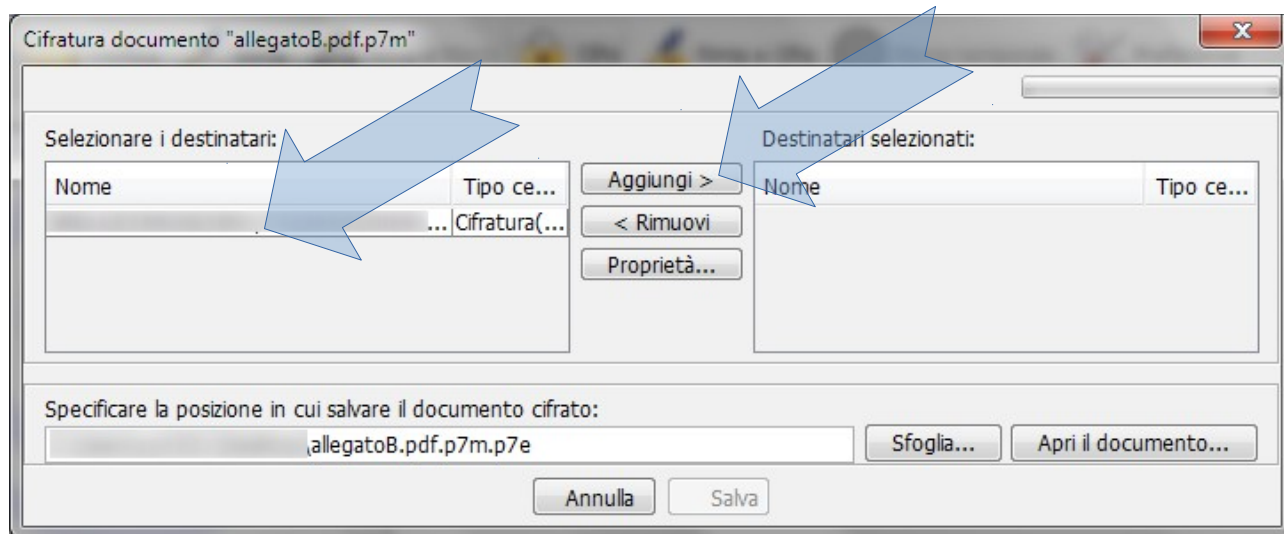 Cifratura documento "allegatoB.pdf.p7m"
Selezionare i destinatari:
Destinatari selezionati:
Nome
Tipo ce...
Aggiungi >
Nome
Tipo ce...
... Cifratura(...
< Rimuovi
Proprietà...
Specificare la posizione in cui salvare il documento cifrato:
\allegatoB.pdf.p7m.p7e
Sfoglia...
Apri il documento...
Annulla
Salva